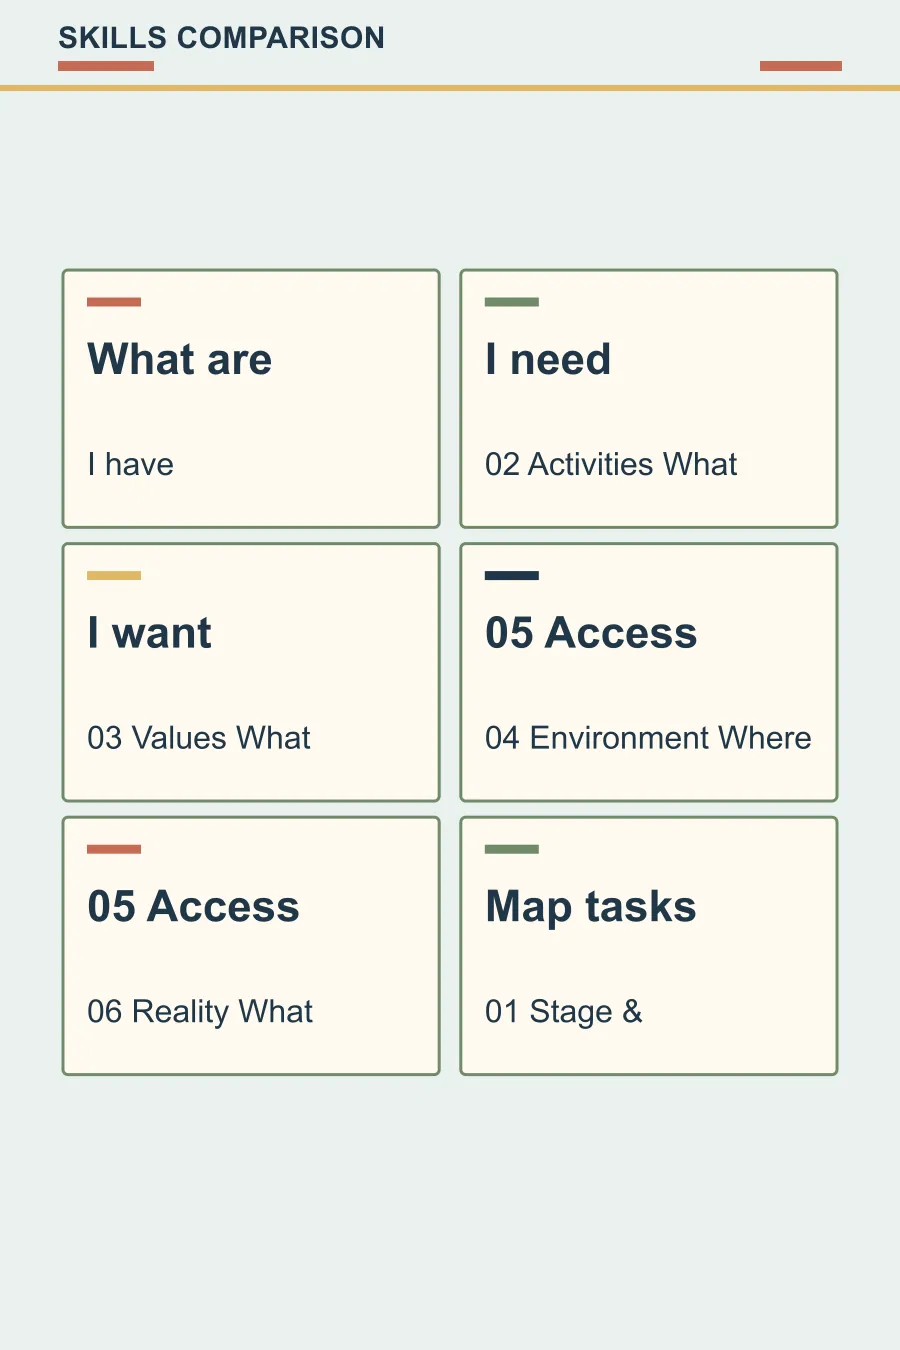 SKILLS COMPARISON
What are
I have
I need
02 Activities What
I want
03 Values What
05 Access
04 Environment Where
05 Access
06 Reality What
Map tasks
01 Stage &